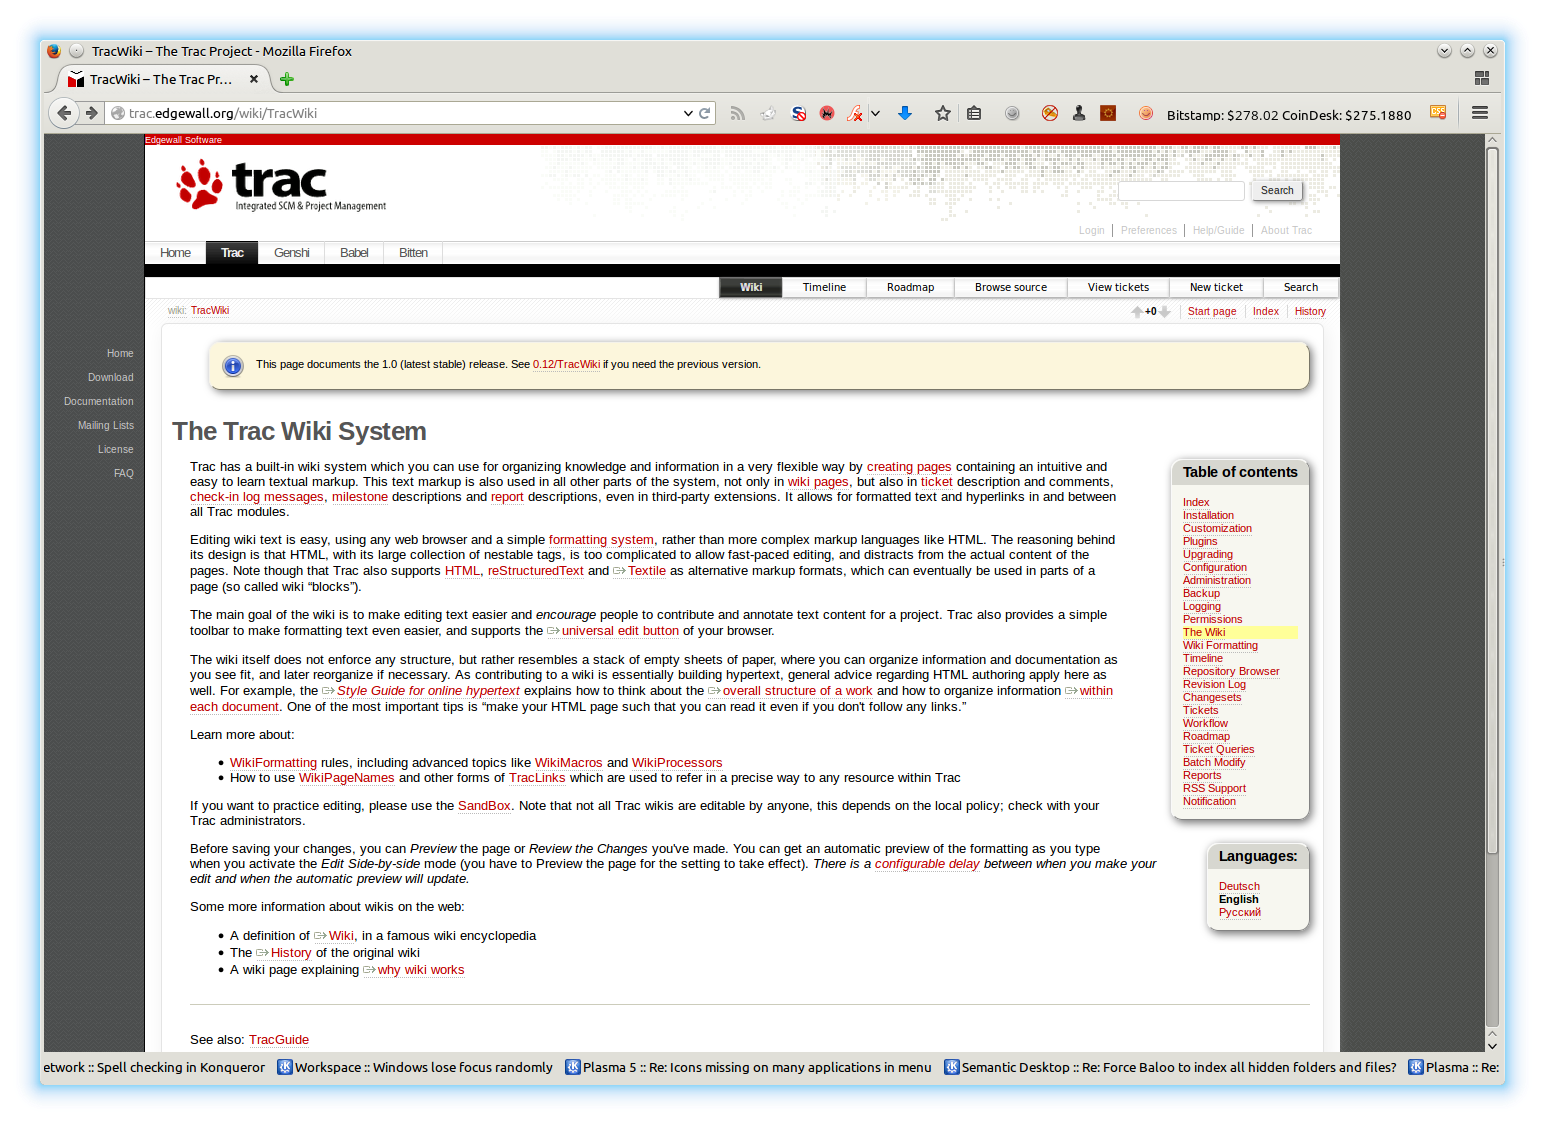 TracWiki – The Trac Project - Mozilla Firefox
TracWiki – The Trac Pr...
trac.edgewall.org/wiki/TracWiki
Bitstamp: $278.02 CoinDesk: $275.1880
Edgewall Software
trac
Integrated SCM & Project Management
Search
Login Preferences Help/Guide About Trac
Home Trac Genshi Babel Bitten
Wiki Timeline Roadmap Browse source View tickets New ticket Search
wiki: TracWiki
+0 Start page Index History
Home
Download
Documentation
Mailing Lists
License
FAQ
This page documents the 1.0 (latest stable) release. See 0.12/TracWiki if you need the previous version.
The Trac Wiki System
Trac has a built-in wiki system which you can use for organizing knowledge and information in a very flexible way by creating pages containing an intuitive and
easy to learn textual markup. This text markup is also used in all other parts of the system, not only in wiki pages, but also in ticket description and comments,
check-in log messages, milestone descriptions and report descriptions, even in third-party extensions. It allows for formatted text and hyperlinks in and between
all Trac modules.
Editing wiki text is easy, using any web browser and a simple formatting system, rather than more complex markup languages like HTML. The reasoning behind
its design is that HTML, with its large collection of nestable tags, is too complicated to allow fast-paced editing, and distracts from the actual content of the
pages. Note though that Trac also supports HTML, reStructuredText and Textile as alternative markup formats, which can eventually be used in parts of a
page (so called wiki “blocks”).
The main goal of the wiki is to make editing text easier and encourage people to contribute and annotate text content for a project. Trac also provides a simple
toolbar to make formatting text even easier, and supports the universal edit button of your browser.
The wiki itself does not enforce any structure, but rather resembles a stack of empty sheets of paper, where you can organize information and documentation as
you see fit, and later reorganize if necessary. As contributing to a wiki is essentially building hypertext, general advice regarding HTML authoring apply here as
well. For example, the Style Guide for online hypertext explains how to think about the overall structure of a work and how to organize information within
each document. One of the most important tips is “make your HTML page such that you can read it even if you don't follow any links.”
Learn more about:
• WikiFormatting rules, including advanced topics like WikiMacros and WikiProcessors
• How to use WikiPageNames and other forms of TracLinks which are used to refer in a precise way to any resource within Trac
If you want to practice editing, please use the SandBox. Note that not all Trac wikis are editable by anyone, this depends on the local policy; check with your
Trac administrators.
Before saving your changes, you can Preview the page or Review the Changes you've made. You can get an automatic preview of the formatting as you type
when you activate the Edit Side-by-side mode (you have to Preview the page for the setting to take effect). There is a configurable delay between when you make your
edit and when the automatic preview will update.
Some more information about wikis on the web:
• A definition of Wiki, in a famous wiki encyclopedia
• The History of the original wiki
• A wiki page explaining why wiki works
See also: TracGuide
Table of contents
Index
Installation
Customization
Plugins
Upgrading
Configuration
Administration
Backup
Logging
Permissions
The Wiki
Wiki Formatting
Timeline
Repository Browser
Revision Log
Changesets
Tickets
Workflow
Roadmap
Ticket Queries
Batch Modify
Reports
RSS Support
Notification
Languages:
Deutsch
English
Русский
etwork :: Spell checking in Konqueror Workspace :: Windows lose focus randomly Plasma 5 :: Re: Icons missing on many applications in menu Semantic Desktop :: Re: Force Baloo to index all hidden folders and files? Plasma :: Re: